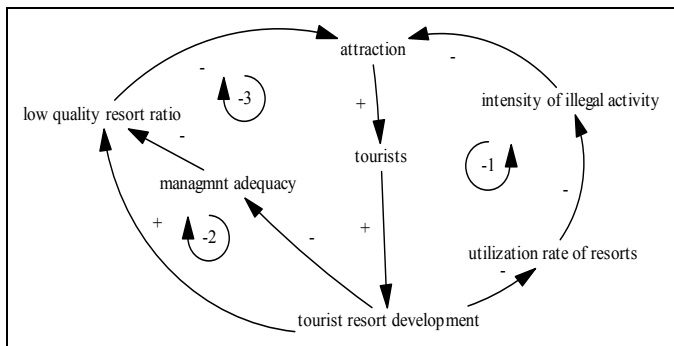 attraction
-
-
-3
intensity of illegal activity
low quality resort ratio
+
-
tourists
-1
managmnt adequacy
-
+
-2
+
-
utilization rate of resorts
-
tourist resort development